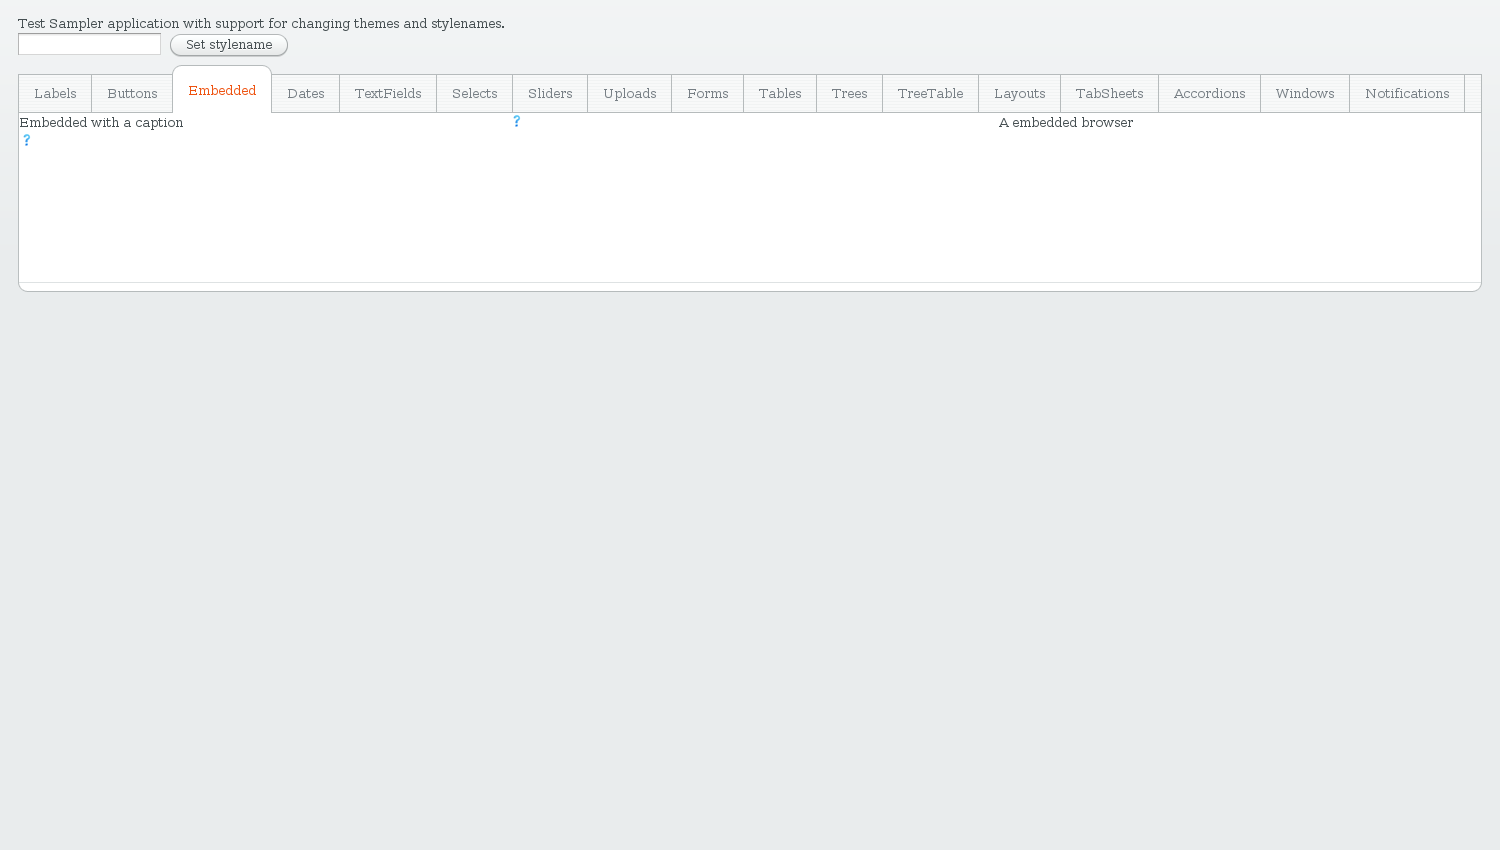 Test Sampler application with support for changing themes and stylenames.
Set stylename
Labels Buttons Embedded Dates TextFields Selects Sliders Uploads Forms Tables Trees TreeTable Layouts TabSheets Accordions Windows Notifications
Embedded with a caption ? A embedded browser
?